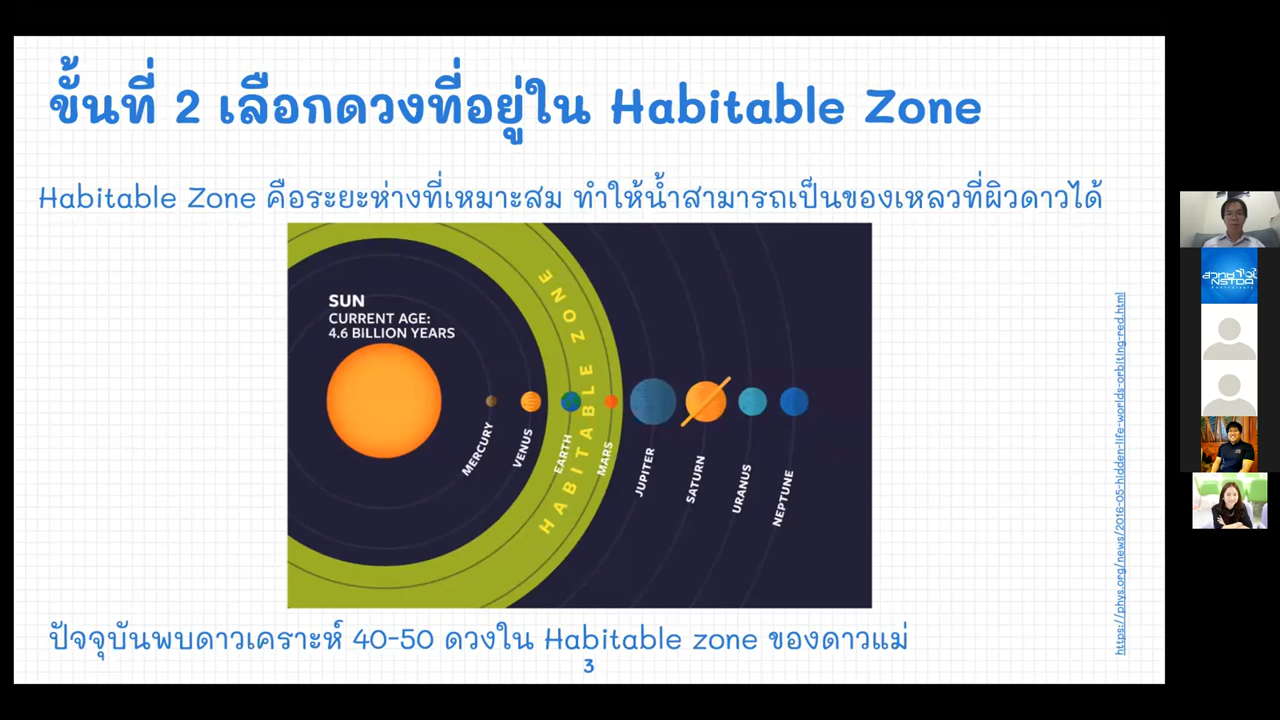 ขั้นที่ 2 เลือกดวงที่อยู่ใน Habitable Zone
Habitable Zone คือระยะห่างที่เหมาะสม ทำให้น้ำสามารถเป็นของเหลวที่ผิวดาวได้
SUN
CURRENT AGE:
4.6 BILLION YEARS
HABITABLE ZONE
MERCURY
VENUS
EARTH
MARS
JUPITER
SATURN
URANUS
NEPTUNE
https://phys.org/news/2016-05-hidden-life-worlds-orbiting-red.html
ปัจจุบันพบดาวเคราะห์ 40-50 ดวงใน Habitable zone ของดาวแม่
3
NSTDA